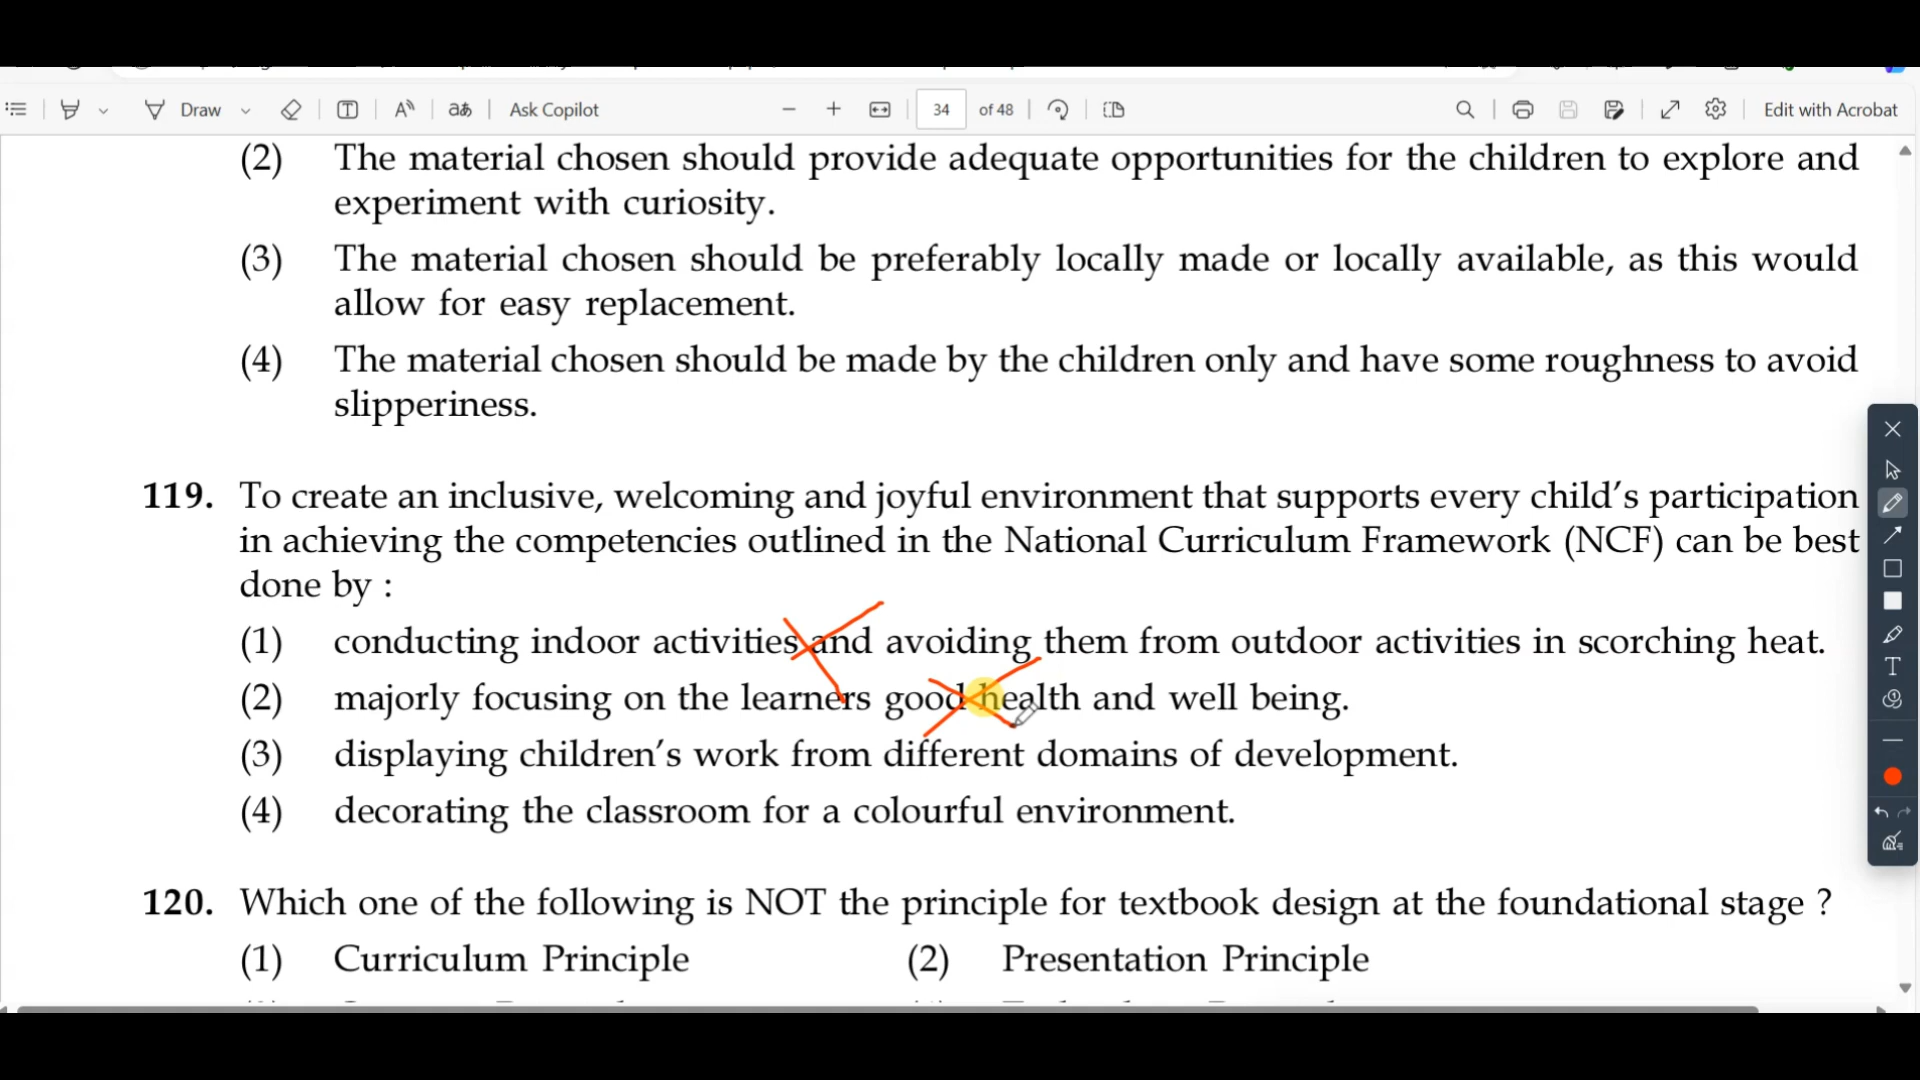 Draw
Ask Copilot
34 of 48
Edit with Acrobat
(2) The material chosen should provide adequate opportunities for the children to explore and
experiment with curiosity.
(3) The material chosen should be preferably locally made or locally available, as this would
allow for easy replacement.
(4) The material chosen should be made by the children only and have some roughness to avoid
slipperiness.
119. To create an inclusive, welcoming and joyful environment that supports every child's participation
in achieving the competencies outlined in the National Curriculum Framework (NCF) can be best
done by :
(1) conducting indoor activities and avoiding them from outdoor activities in scorching heat.
(2) majorly focusing on the learners good health and well being.
(3) displaying children's work from different domains of development.
(4) decorating the classroom for a colourful environment.
120. Which one of the following is NOT the principle for textbook design at the foundational stage ?
(1) Curriculum Principle (2) Presentation Principle